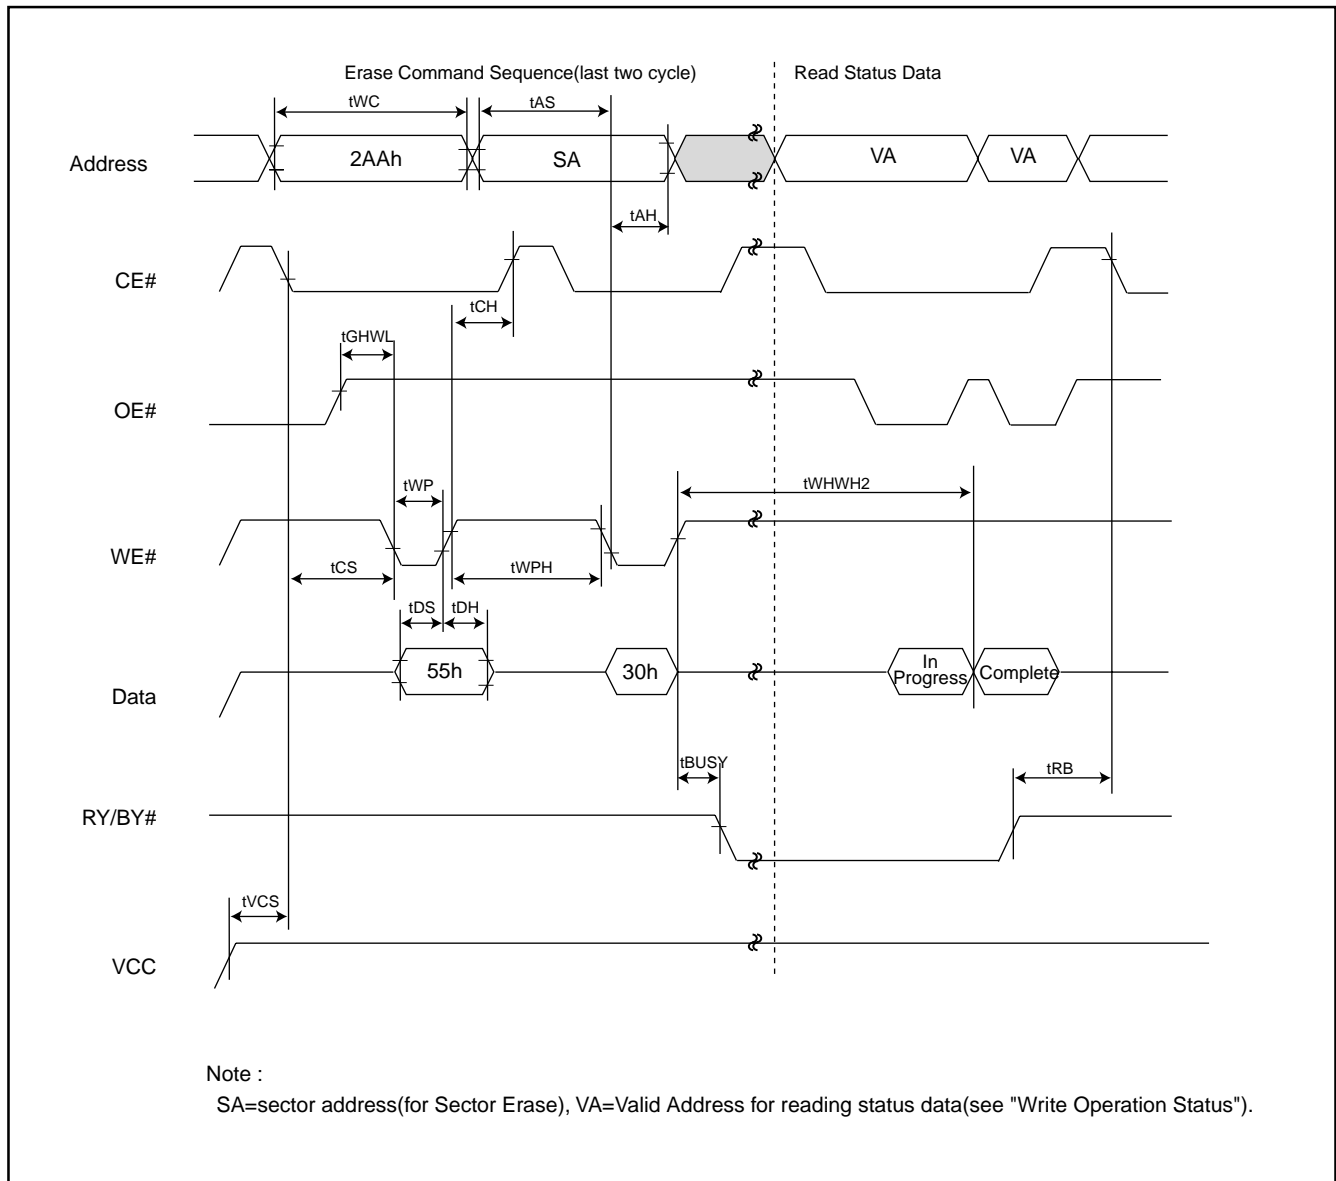 Erase Command Sequence(last two cycle)
Read Status Data
tWC
tAS
Address
2AAh
SA
VA
VA
tAH
CE#
tCH
tGHWL
OE#
tWP
tWHWH2
WE#
tCS
tWPH
tDS
tDH
55h
30h
In
Progress
Complete
Data
tBUSY
tRB
RY/BY#
tVCS
VCC
Note :
SA=sector address(for Sector Erase), VA=Valid Address for reading status data(see "Write Operation Status").